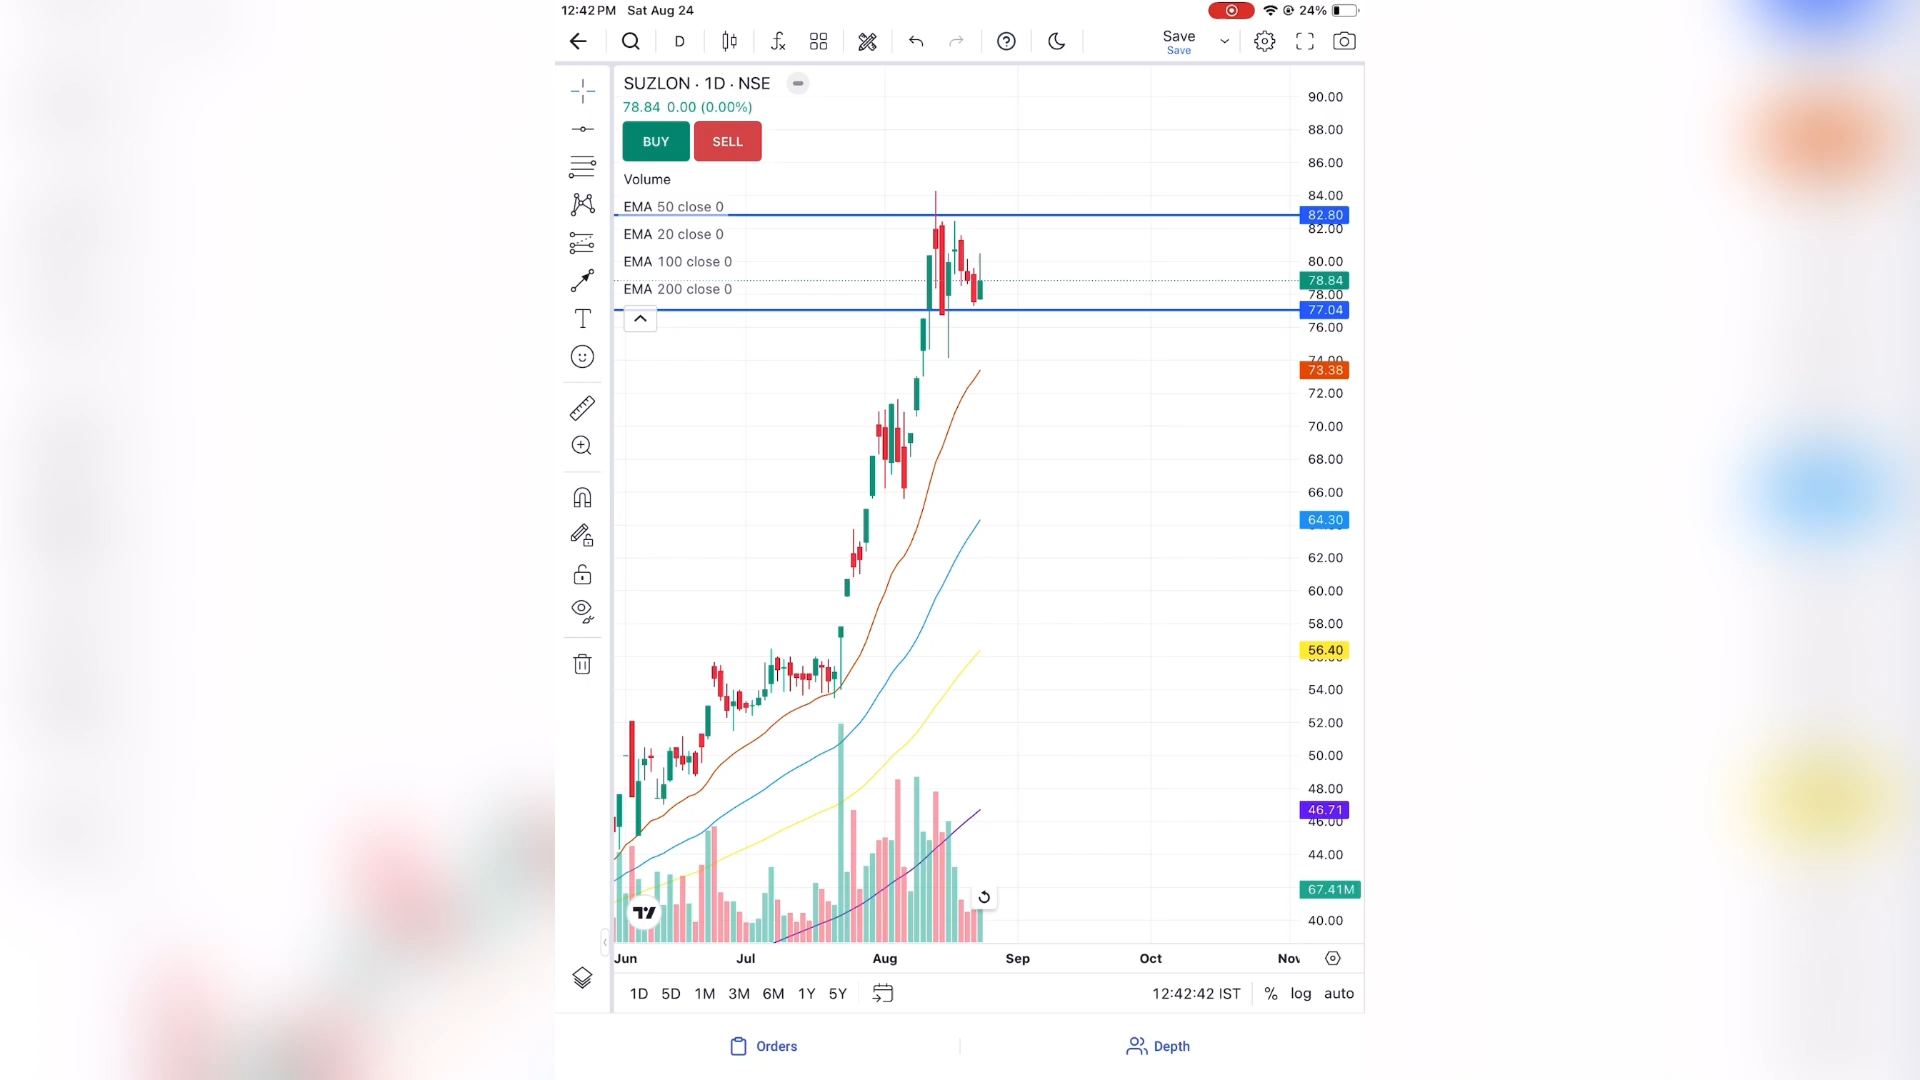 12:42 PM Sat Aug 24
24%
D
Save
Save
SUZLON · 1D · NSE
78.84 0.00 (0.00%)
BUY SELL
Volume
EMA 50 close 0
EMA 20 close 0
EMA 100 close 0
EMA 200 close 0
90.00
88.00
86.00
84.00
82.80
82.00
80.00
78.84
78.00
77.04
76.00
74.00
73.38
72.00
70.00
68.00
66.00
64.30
62.00
60.00
58.00
56.40
54.00
52.00
50.00
48.00
46.71
46.00
44.00
67.41M
40.00
Jun Jul Aug Sep Oct Nov
1D 5D 1M 3M 6M 1Y 5Y
12:42:42 IST % log auto
Orders Depth